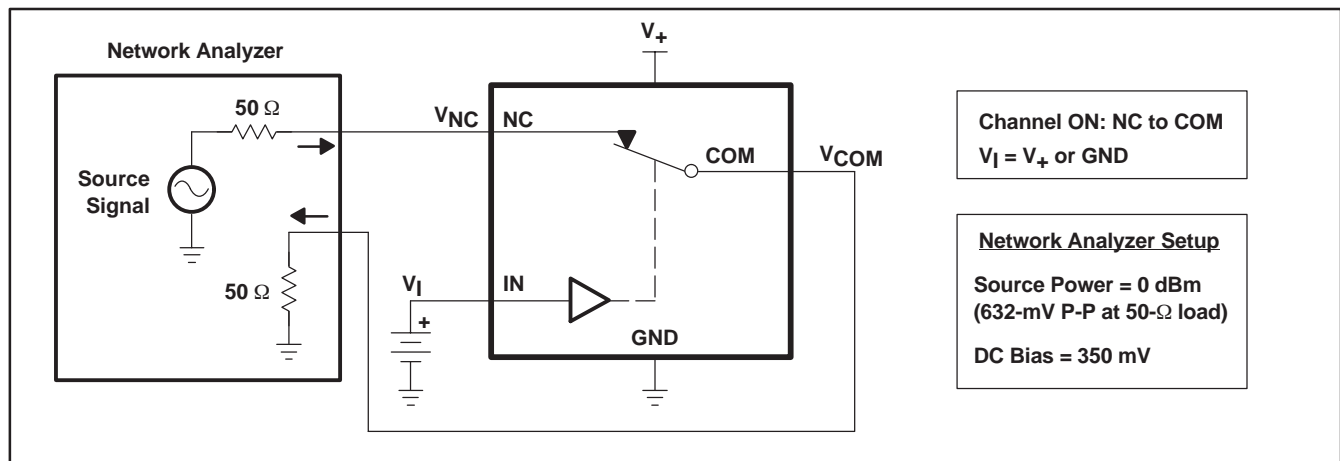 V+
Network Analyzer
50 Ω
VNC
NC
COM
VCOM
Source
Signal
50 Ω
VI
+
IN
GND
Channel ON: NC to COM
VI = V+ or GND
Network Analyzer Setup
Source Power = 0 dBm
(632-mV P-P at 50-Ω load)
DC Bias = 350 mV